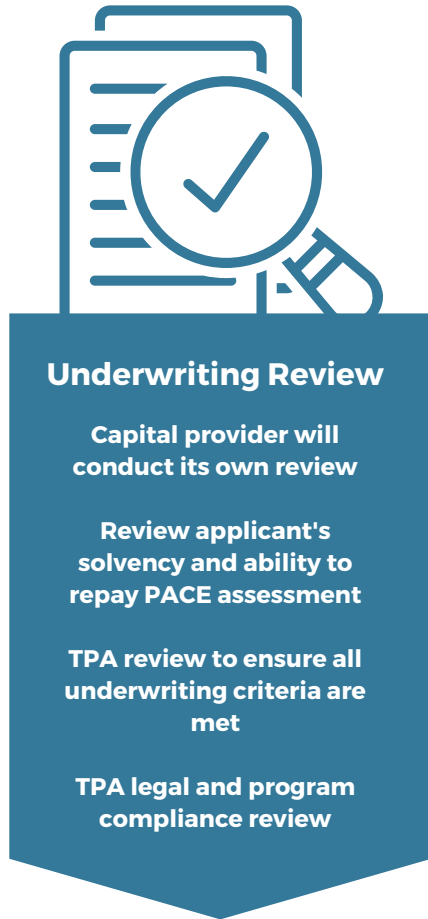 Underwriting Review
Capital provider will
conduct its own review
Review applicant's
solvency and ability to
repay PACE assessment
TPA review to ensure all
underwriting criteria are
met
TPA legal and program
compliance review